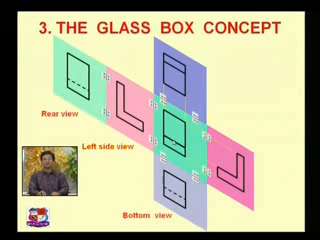 3. THE GLASS BOX CONCEPT
Rear view
Left side view
Bottom view